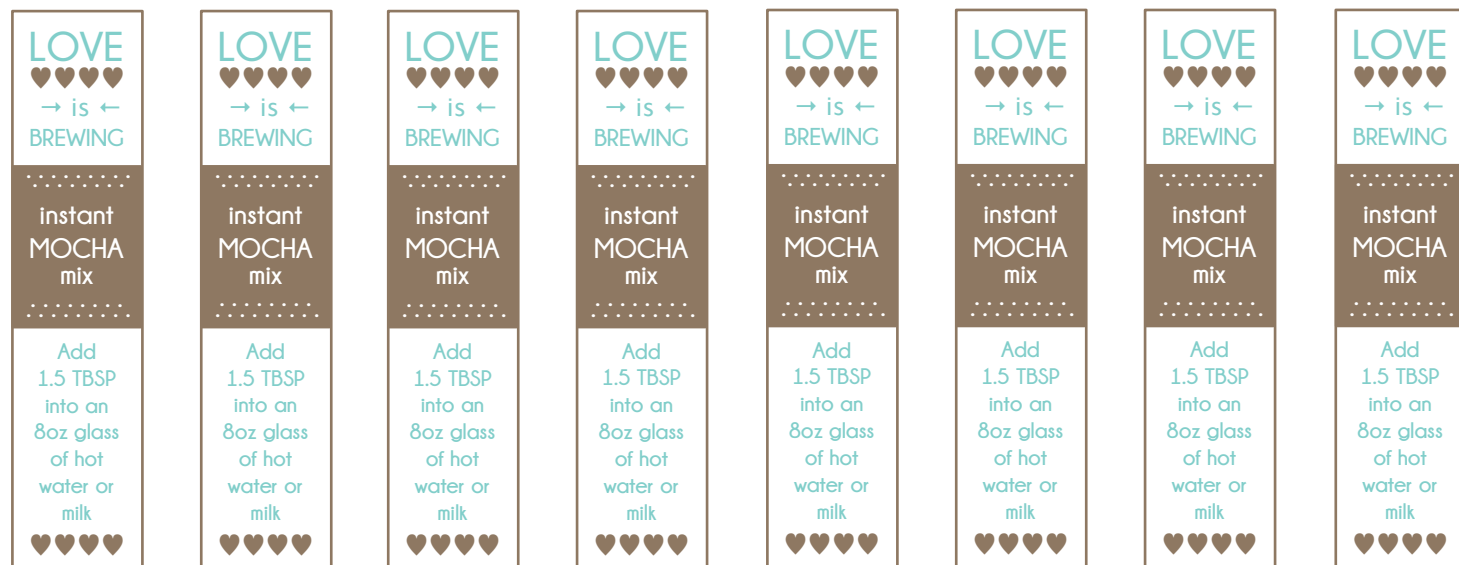 LOVE
→ is ←
BREWING
instant
MOCHA
mix
Add
1.5 TBSP
into an
8oz glass
of hot
water or
milk
LOVE
→ is ←
BREWING
instant
MOCHA
mix
Add
1.5 TBSP
into an
8oz glass
of hot
water or
milk
LOVE
→ is ←
BREWING
instant
MOCHA
mix
Add
1.5 TBSP
into an
8oz glass
of hot
water or
milk
LOVE
→ is ←
BREWING
instant
MOCHA
mix
Add
1.5 TBSP
into an
8oz glass
of hot
water or
milk
LOVE
→ is ←
BREWING
instant
MOCHA
mix
Add
1.5 TBSP
into an
8oz glass
of hot
water or
milk
LOVE
→ is ←
BREWING
instant
MOCHA
mix
Add
1.5 TBSP
into an
8oz glass
of hot
water or
milk
LOVE
→ is ←
BREWING
instant
MOCHA
mix
Add
1.5 TBSP
into an
8oz glass
of hot
water or
milk
LOVE
→ is ←
BREWING
instant
MOCHA
mix
Add
1.5 TBSP
into an
8oz glass
of hot
water or
milk